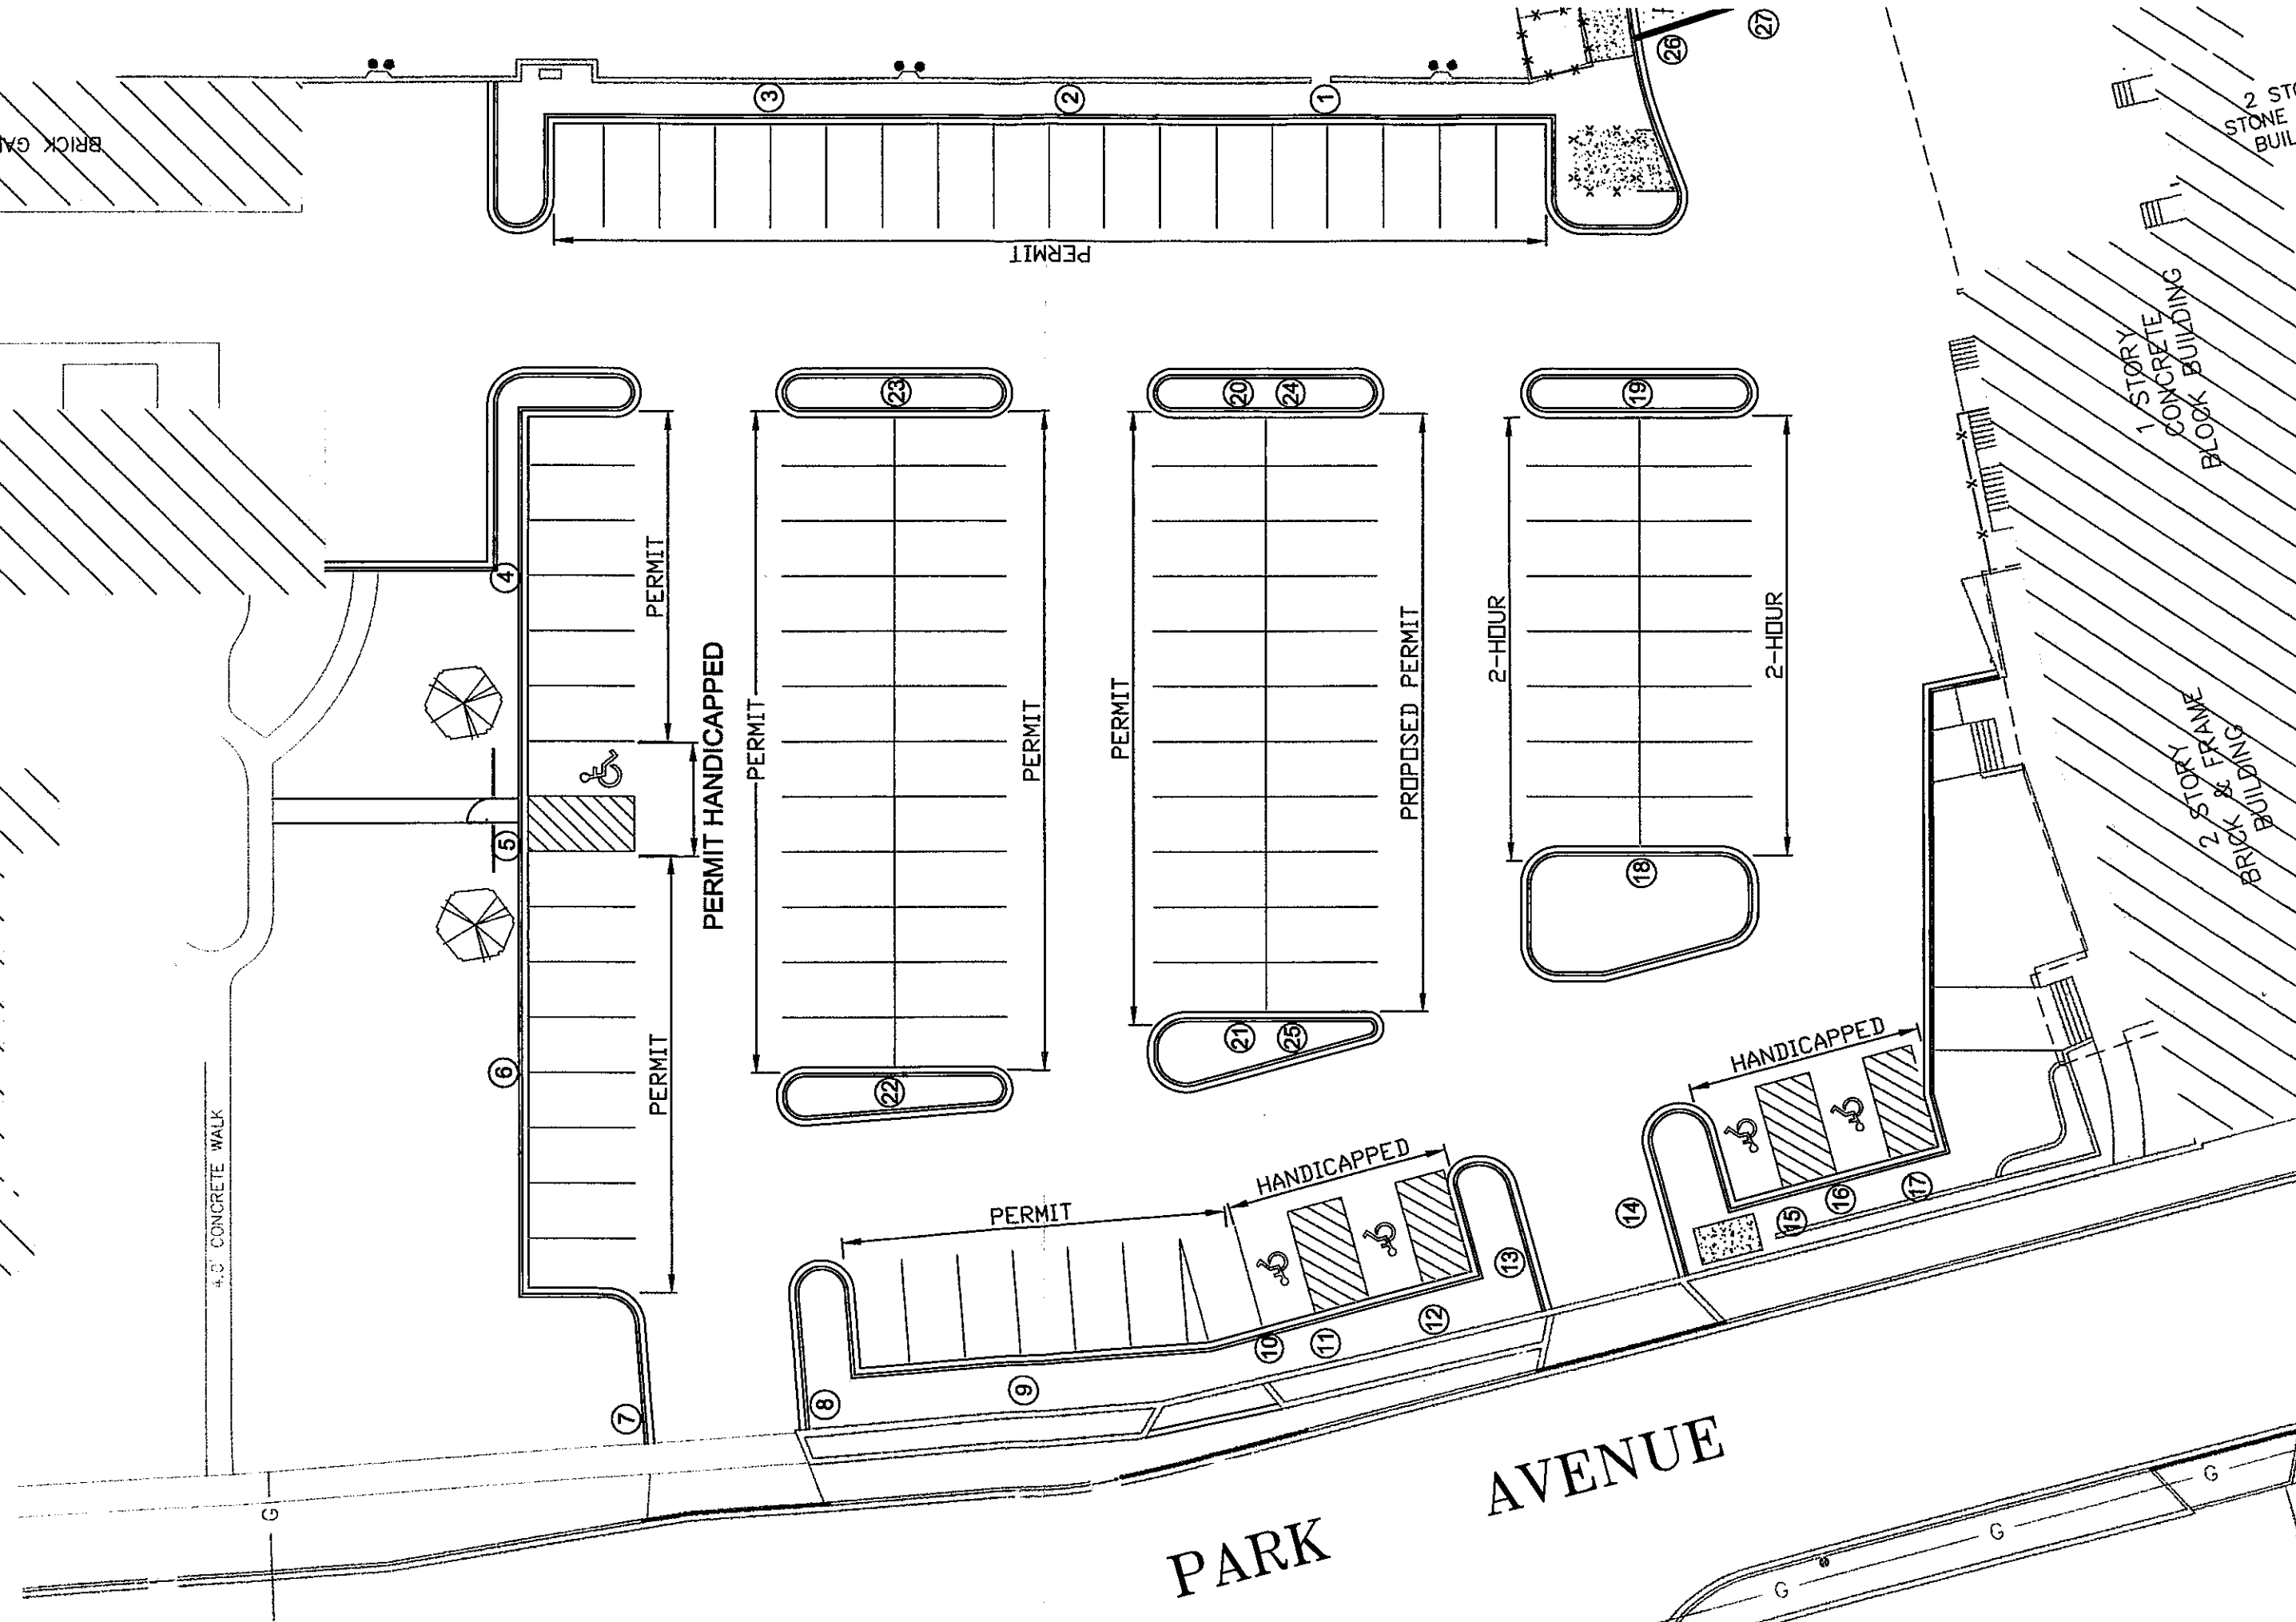 27
26
2 STO
STONE
BUIL
BRICK GA
3
2
1
PERMIT
1 STORY
CONCRETE
BLOCK BUILDING
23
20
24
19
4
PERMIT
PERMIT HANDICAPPED
PERMIT
PERMIT
PERMIT
PROPOSED PERMIT
2-HOUR
2-HOUR
5
18
2 STORY
BRICK & FRAME
BUILDING
6
PERMIT
22
21
25
HANDICAPPED
4.0' CONCRETE WALK
PERMIT
HANDICAPPED
14
15
16
17
13
12
11
10
9
8
7
G
PARK AVENUE
G
G
G